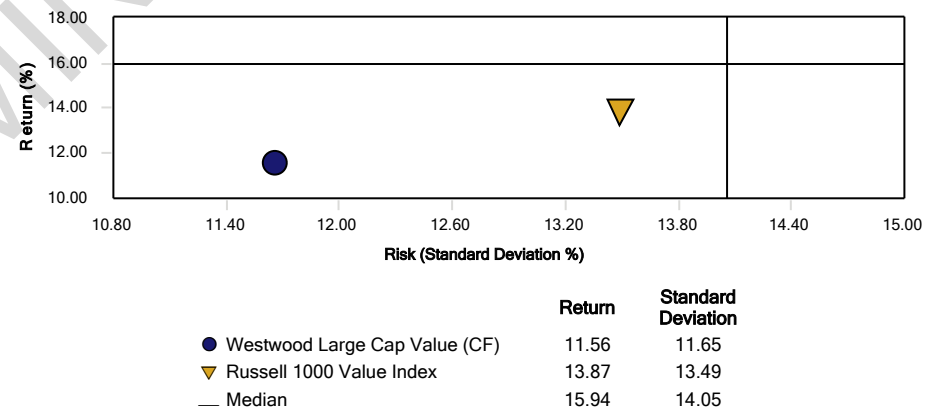 18.00
16.00
14.00
12.00
10.00
Return (%)
10.80 11.40 12.00 12.60 13.20 13.80 14.40 15.00
Risk (Standard Deviation %)
Return Standard Deviation
Westwood Large Cap Value (CF) 11.56 11.65
Russell 1000 Value Index 13.87 13.49
Median 15.94 14.05